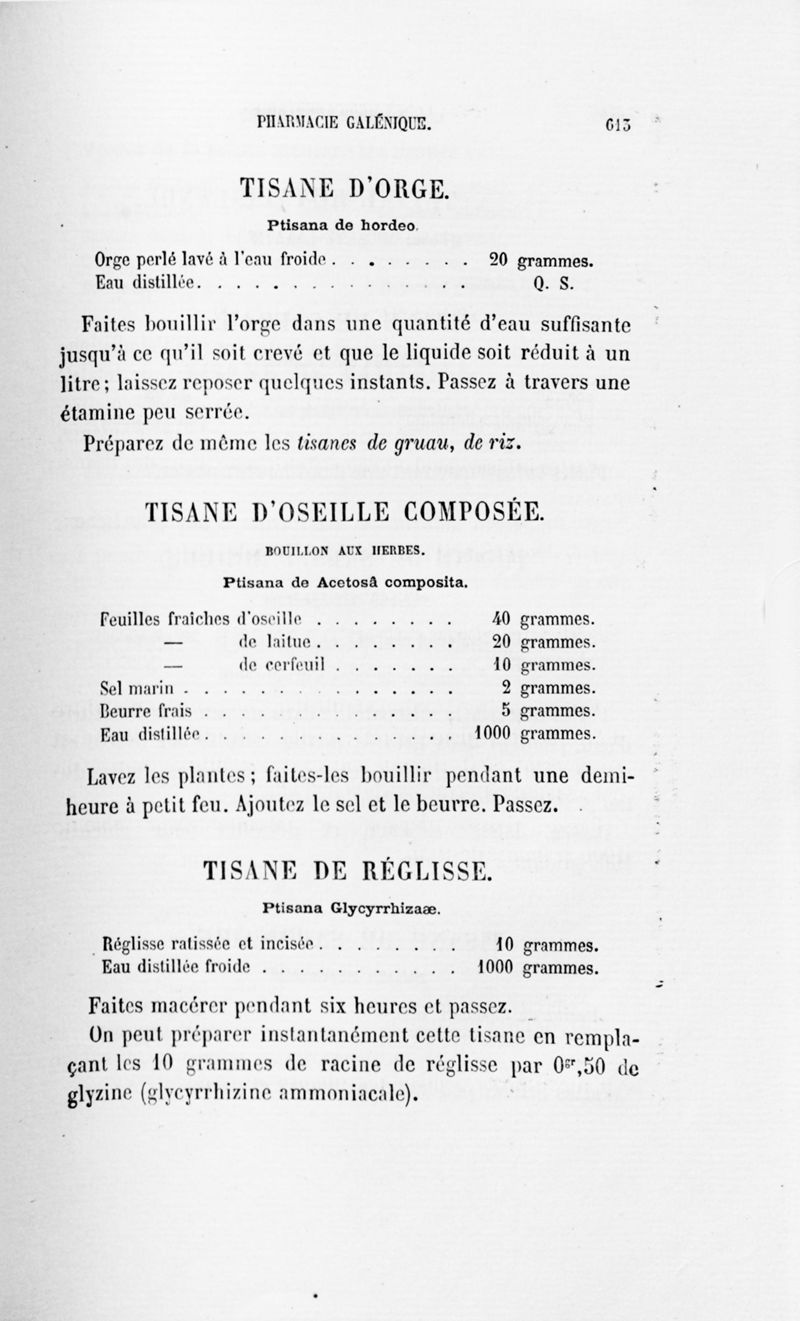 PHARMACIE GALÉNIQUE. 613
TISANE D'ORGE.
Ptisana de hordeo.
Orge perlé lavé à l'eau froide . . . . . . . . 20 grammes.
Eau distillée. . . . . . . . . . . . . . . Q. S.
Faites bouillir l'orge dans une quantité d'eau suffisante
jusqu'à ce qu'il soit crevé et que le liquide soit réduit à un
litre; laissez reposer quelques instants. Passez à travers une
étamine peu serrée.
Préparez de même les tisanes de gruau, de riz.
TISANE D'OSEILLE COMPOSÉE.
BOUILLON AUX HERBES.
Ptisana de Acetosâ composita.
Feuilles fraîches d'oseille . . . . . . . . 40 grammes.
— de laitue . . . . . . . . 20 grammes.
— de cerfeuil . . . . . . . 10 grammes.
Sel marin . . . . . . . . . . . . . . . 2 grammes.
Beurre frais . . . . . . . . . . . . . . 5 grammes.
Eau distillée. . . . . . . . . . . . . . 1000 grammes.
Lavez les plantes; faites-les bouillir pendant une demi-
heure à petit feu. Ajoutez le sel et le beurre. Passez.
TISANE DE RÉGLISSE.
Ptisana Glycyrrhizaæ.
Réglisse ratissée et incisée . . . . . . . . 10 grammes.
Eau distillée froide . . . . . . . . . . . 1000 grammes.
Faites macérer pendant six heures et passez.
On peut préparer instantanément cette tisane en rempla-
çant les 10 grammes de racine de réglisse par 0gr,50 de
glyzine (glycyrrhizine ammoniacale).